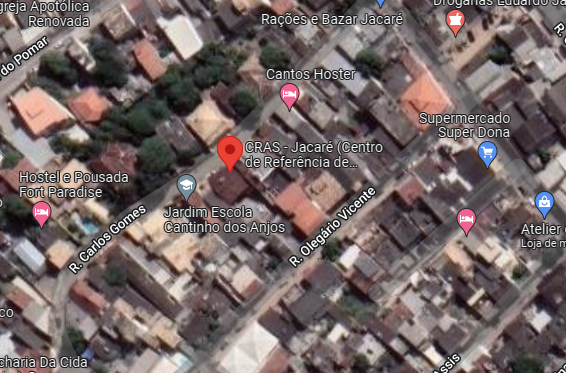 greja Apostólica
Renovada
do Pomar
Rações e Bazar Jacaré
Drogarias Eduardo Ja
Cantos Hoster
Supermercado
Super Dona
CRAS - Jacaré (Centro
de Referência de...
Hostel e Pousada
Fort Paradise
Jardim Escola
Cantinho dos Anjos
R. Carlos Gomes
R. Olegário Vicente
Atelier
Loja de m
co
charia Da Cida
Assis